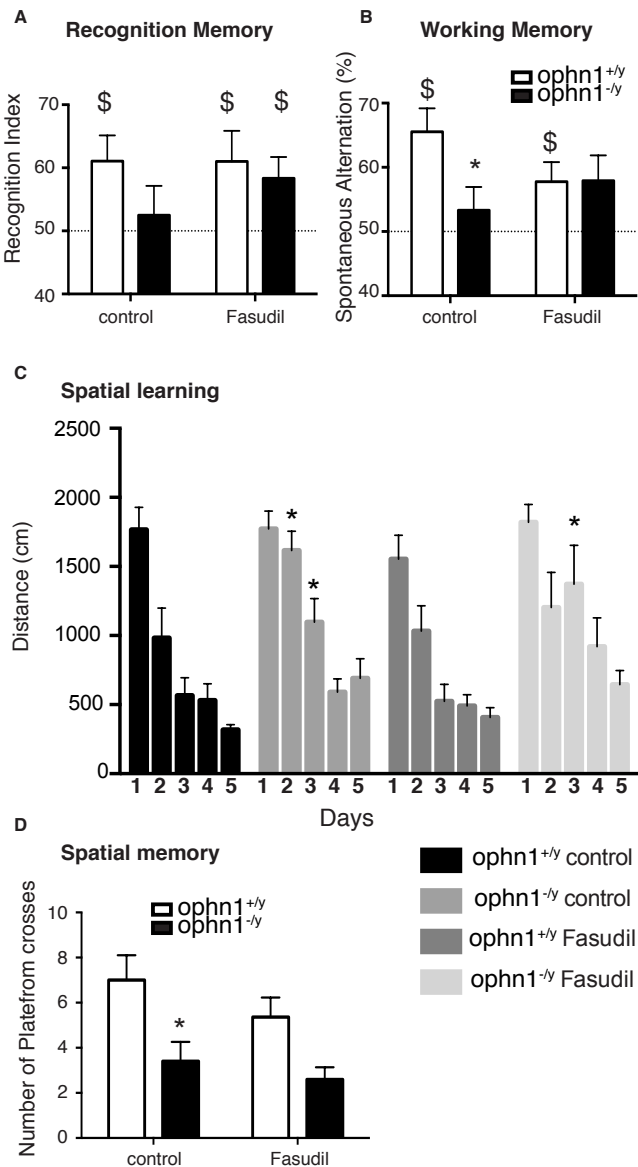 A
Recognition Memory
Recognition Index
70
60
50
40
$
$
$
control
Fasudil
B
Working Memory
ophn1+/y
ophn1-/y
Spontaneous Alternation (%)
70
60
50
40
$
*
$
control
Fasudil
C
Spatial learning
Distance (cm)
2500
2000
1500
1000
500
0
*
*
*
1 2 3 4 5 1 2 3 4 5 1 2 3 4 5 1 2 3 4 5
Days
D
Spatial memory
ophn1+/y
ophn1-/y
Number of Platefrom crosses
10
8
6
4
2
0
*
control
Fasudil
ophn1+/y control
ophn1-/y control
ophn1+/y Fasudil
ophn1-/y Fasudil